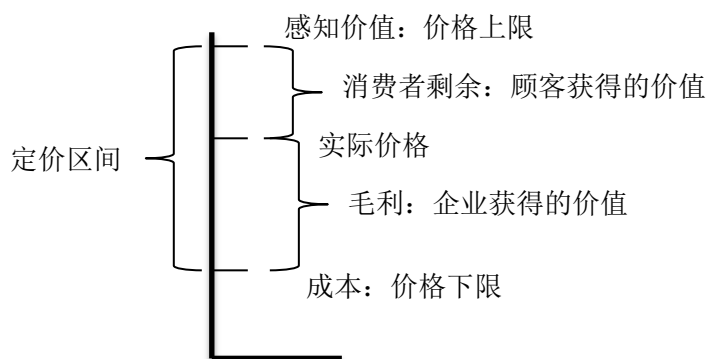 感知价值：价格上限
消费者剩余：顾客获得的价值
实际价格
定价区间
毛利：企业获得的价值
成本：价格下限